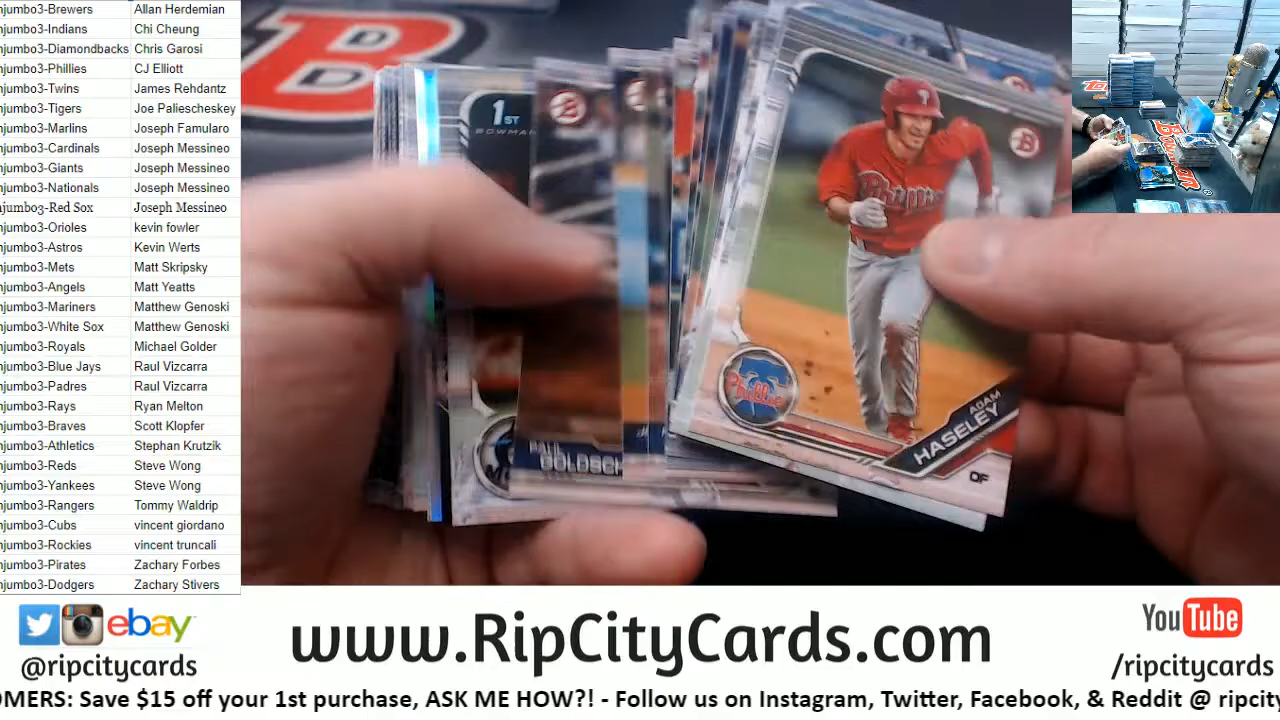 njumbo3-Brewers Allan Herdemian
njumbo3-Indians Chi Cheung
njumbo3-Diamondbacks Chris Garosi
njumbo3-Phillies CJ Elliott
njumbo3-Twins James Rehdantz
njumbo3-Tigers Joe Paliescheskey
njumbo3-Marlins Joseph Famularo
njumbo3-Cardinals Joseph Messineo
njumbo3-Giants Joseph Messineo
njumbo3-Nationals Joseph Messineo
njumbo3-Red Sox Joseph Messineo
njumbo3-Orioles kevin fowler
njumbo3-Astros Kevin Werts
njumbo3-Mets Matt Skripsky
njumbo3-Angels Matt Yeatts
njumbo3-Mariners Matthew Genoski
njumbo3-White Sox Matthew Genoski
njumbo3-Royals Michael Golder
njumbo3-Blue Jays Raul Vizcarra
njumbo3-Padres Raul Vizcarra
njumbo3-Rays Ryan Melton
njumbo3-Braves Scott Klopfer
njumbo3-Athletics Stephan Krutzik
njumbo3-Reds Steve Wong
njumbo3-Yankees Steve Wong
njumbo3-Rangers Tommy Waldrip
njumbo3-Cubs vincent giordano
njumbo3-Rockies vincent truncali
njumbo3-Pirates Zachary Forbes
njumbo3-Dodgers Zachary Stivers
B
1ST
BOWMAN
B
PAUL
GOLDSCH
B
Phillies
Phillies
ADAM
HASELEY
OF
ebay
@ripcitycards
www.RipCityCards.com
YouTube
/ripcitycards
OMERS: Save $15 off your 1st purchase, ASK ME HOW?! - Follow us on Instagram, Twitter, Facebook, & Reddit @ ripcity